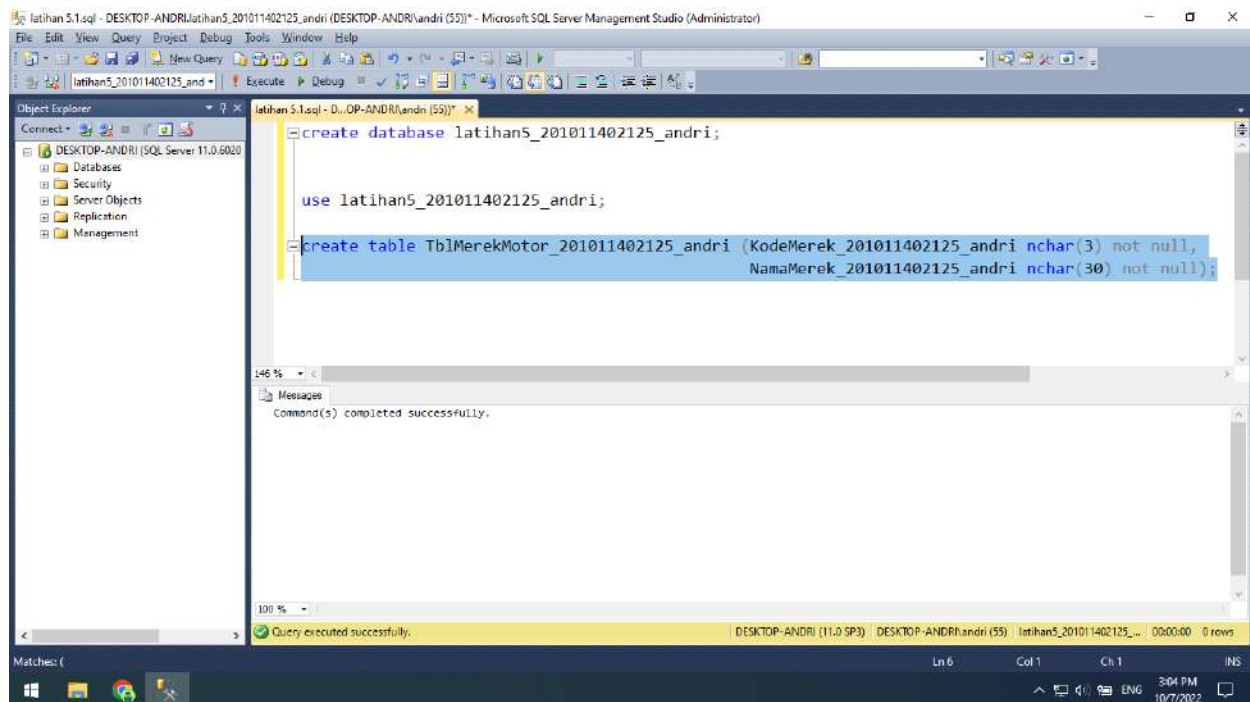 latihan 5.1.sql - DESKTOP-ANDRI.latihan5_201011402125_andri (DESKTOP-ANDRI\andri (55))* - Microsoft SQL Server Management Studio (Administrator)
File Edit View Query Project Debug Tools Window Help
New Query
latihan5_201011402125_and Execute Debug
Object Explorer
latihan 5.1.sql - D...OP-ANDRI\andri (55))*
Connect
DESKTOP-ANDRI (SQL Server 11.0.6020
Databases
Security
Server Objects
Replication
Management
create database latihan5_201011402125_andri;
use latihan5_201011402125_andri;
create table TblMerekMotor_201011402125_andri (KodeMerek_201011402125_andri nchar(3) not null,
NamaMerek_201011402125_andri nchar(30) not null);
146 %
Messages
Command(s) completed successfully.
100 %
Query executed successfully.
DESKTOP-ANDRI (11.0 SP3) DESKTOP-ANDRI\andri (55) latihan5_201011402125_... 00:00:00 0 rows
Matches: ( Ln 6 Col 1 Ch 1 INS
ENG
3:04 PM
10/7/2022